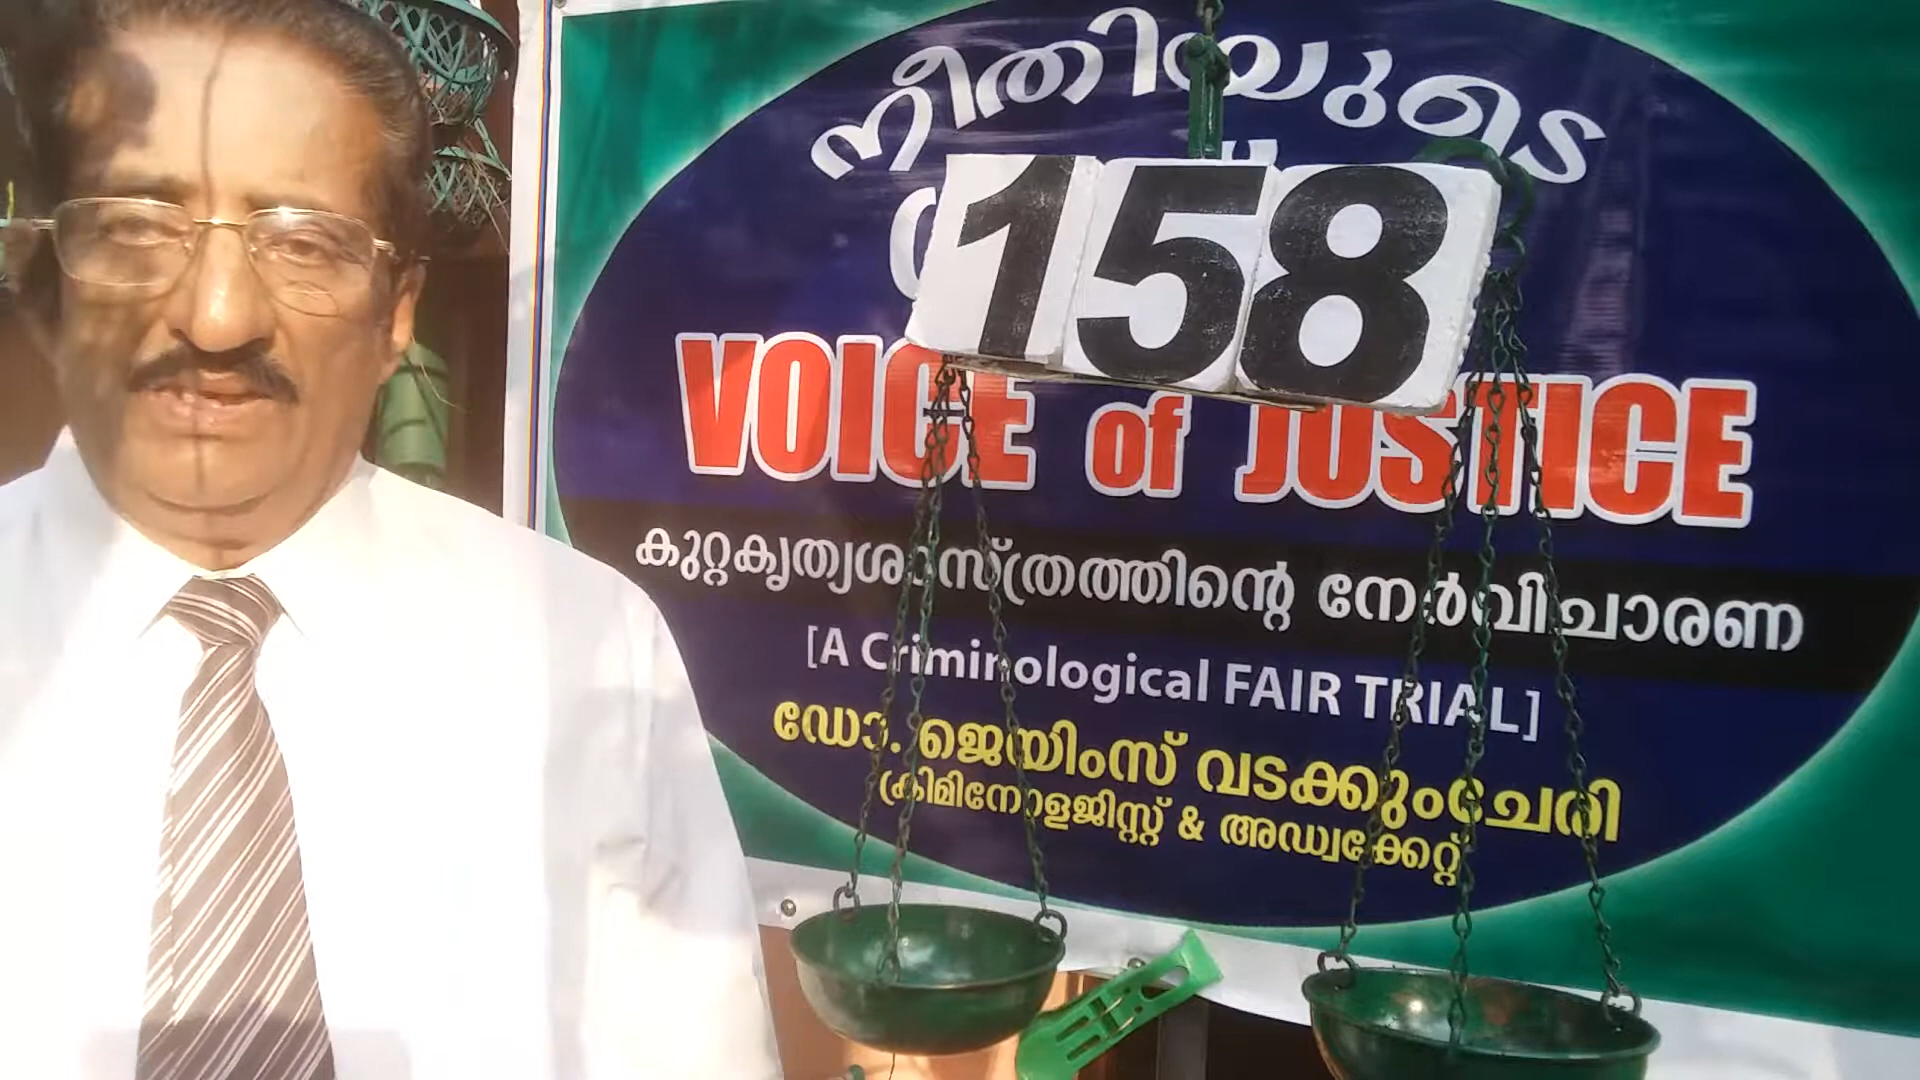 നീതിയുടെ
158
VOICE of JUSTICE
കുറ്റകൃത്യശാസ്ത്രത്തിന്റെ നേർവിചാരണ
[A Criminological FAIR TRIAL]
ഡോ. ജെയിംസ് വടക്കുംചേരി
ക്രിമിനോളജിസ്റ്റ് & അഡ്വക്കേറ്റ്